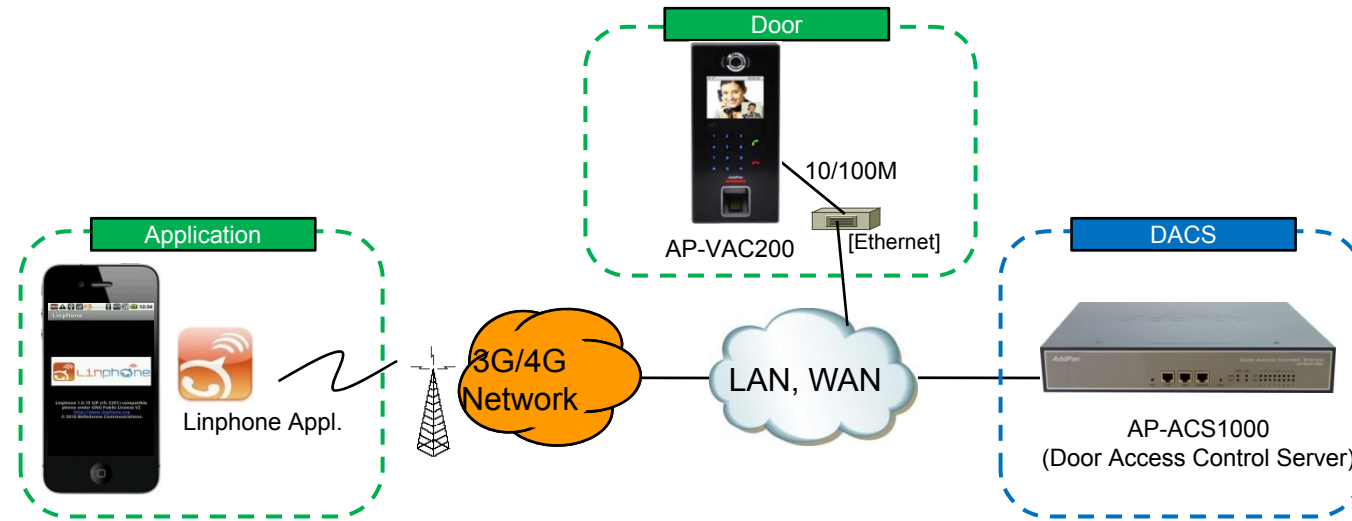 Door
10/100M
AP-VAC200
[Ethernet]
Application
Linphone
Linphone
Linphone Appl.
3G/4G
Network
LAN, WAN
DACS
AddPac
AP-ACS1000
(Door Access Control Server)